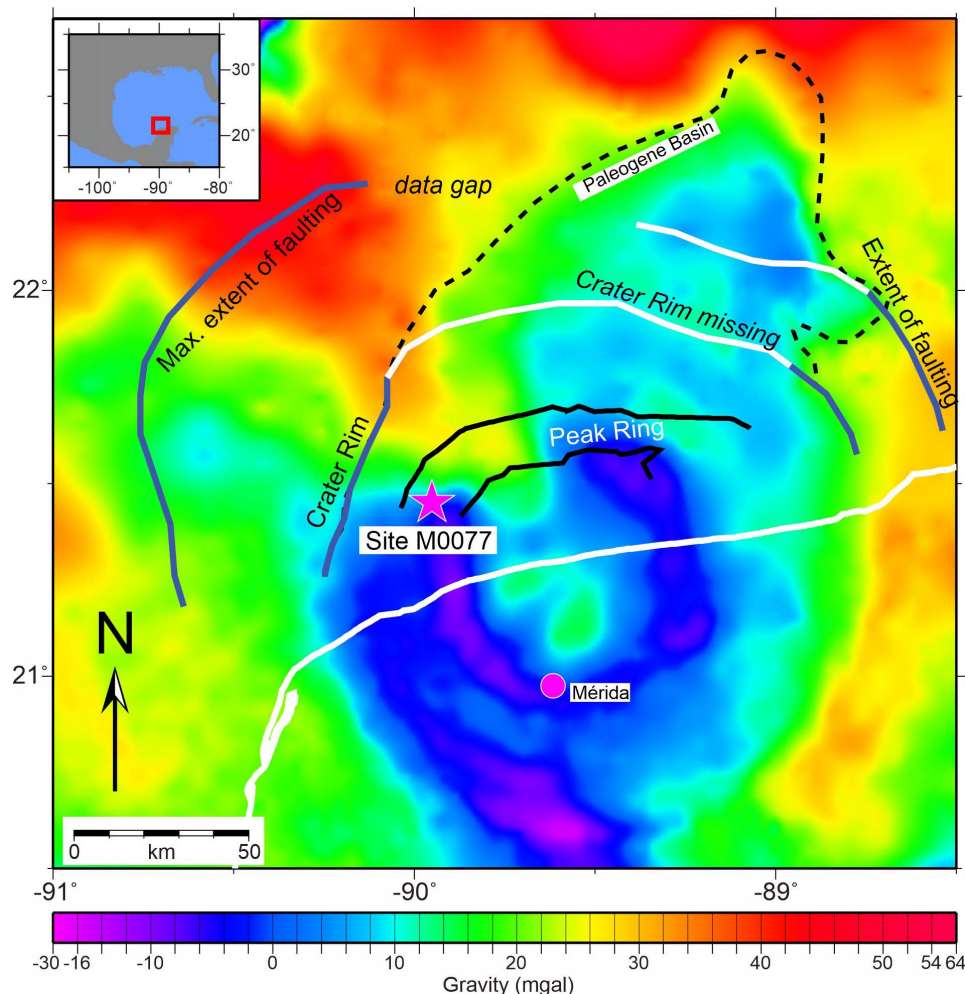 30˚
20˚
-100˚
-90˚
-80˚
data gap
Paleogene Basin
Max. extent of faulting
Extent of faulting
22˚
Crater Rim missing
Peak Ring
Crater Rim
Site M0077
N
21˚
Mérida
0
km
50
-91˚
-90˚
-89˚
-30 -16 -10 0 10 20 30 40 50 54 64
Gravity (mgal)